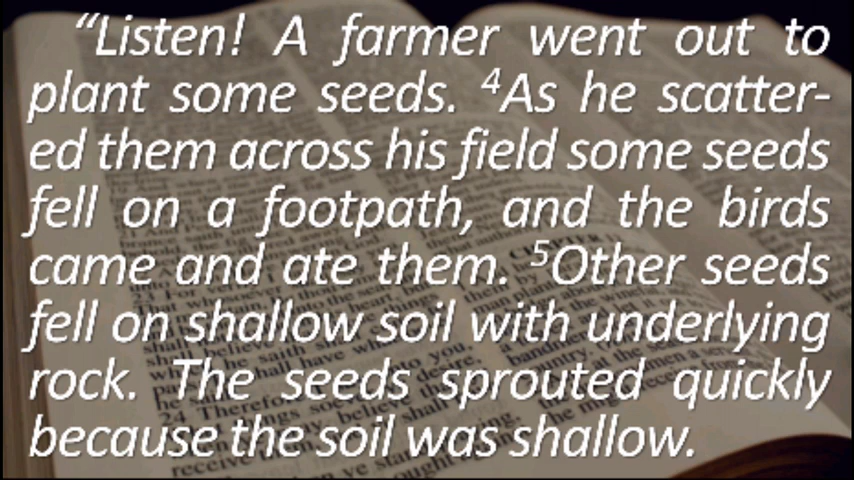 “Listen! A farmer went out to
plant some seeds. ⁴As he scatter-
ed them across his field some seeds
fell on a footpath, and the birds
came and ate them. ⁵Other seeds
fell on shallow soil with underlying
rock. The seeds sprouted quickly
because the soil was shallow.